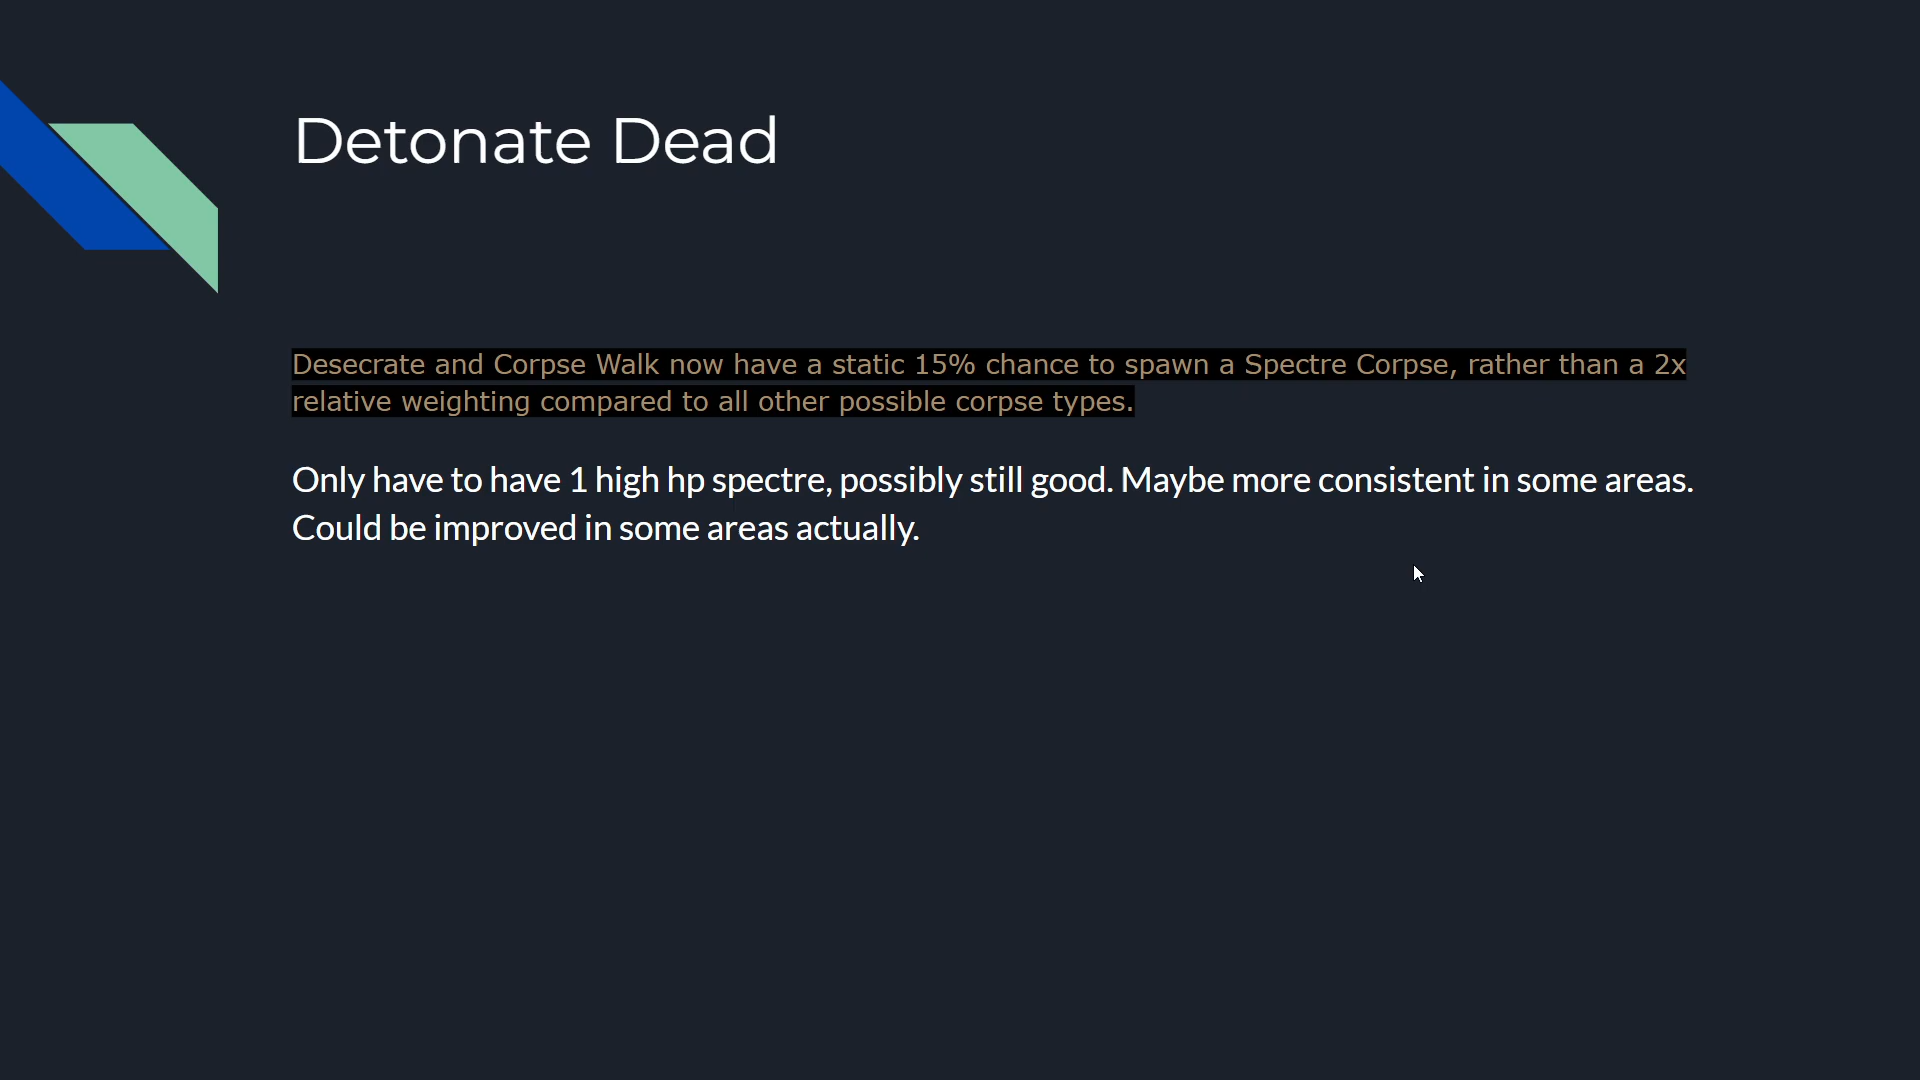 Detonate Dead
Desecrate and Corpse Walk now have a static 15% chance to spawn a Spectre Corpse, rather than a 2x
relative weighting compared to all other possible corpse types.
Only have to have 1 high hp spectre, possibly still good. Maybe more consistent in some areas.
Could be improved in some areas actually.